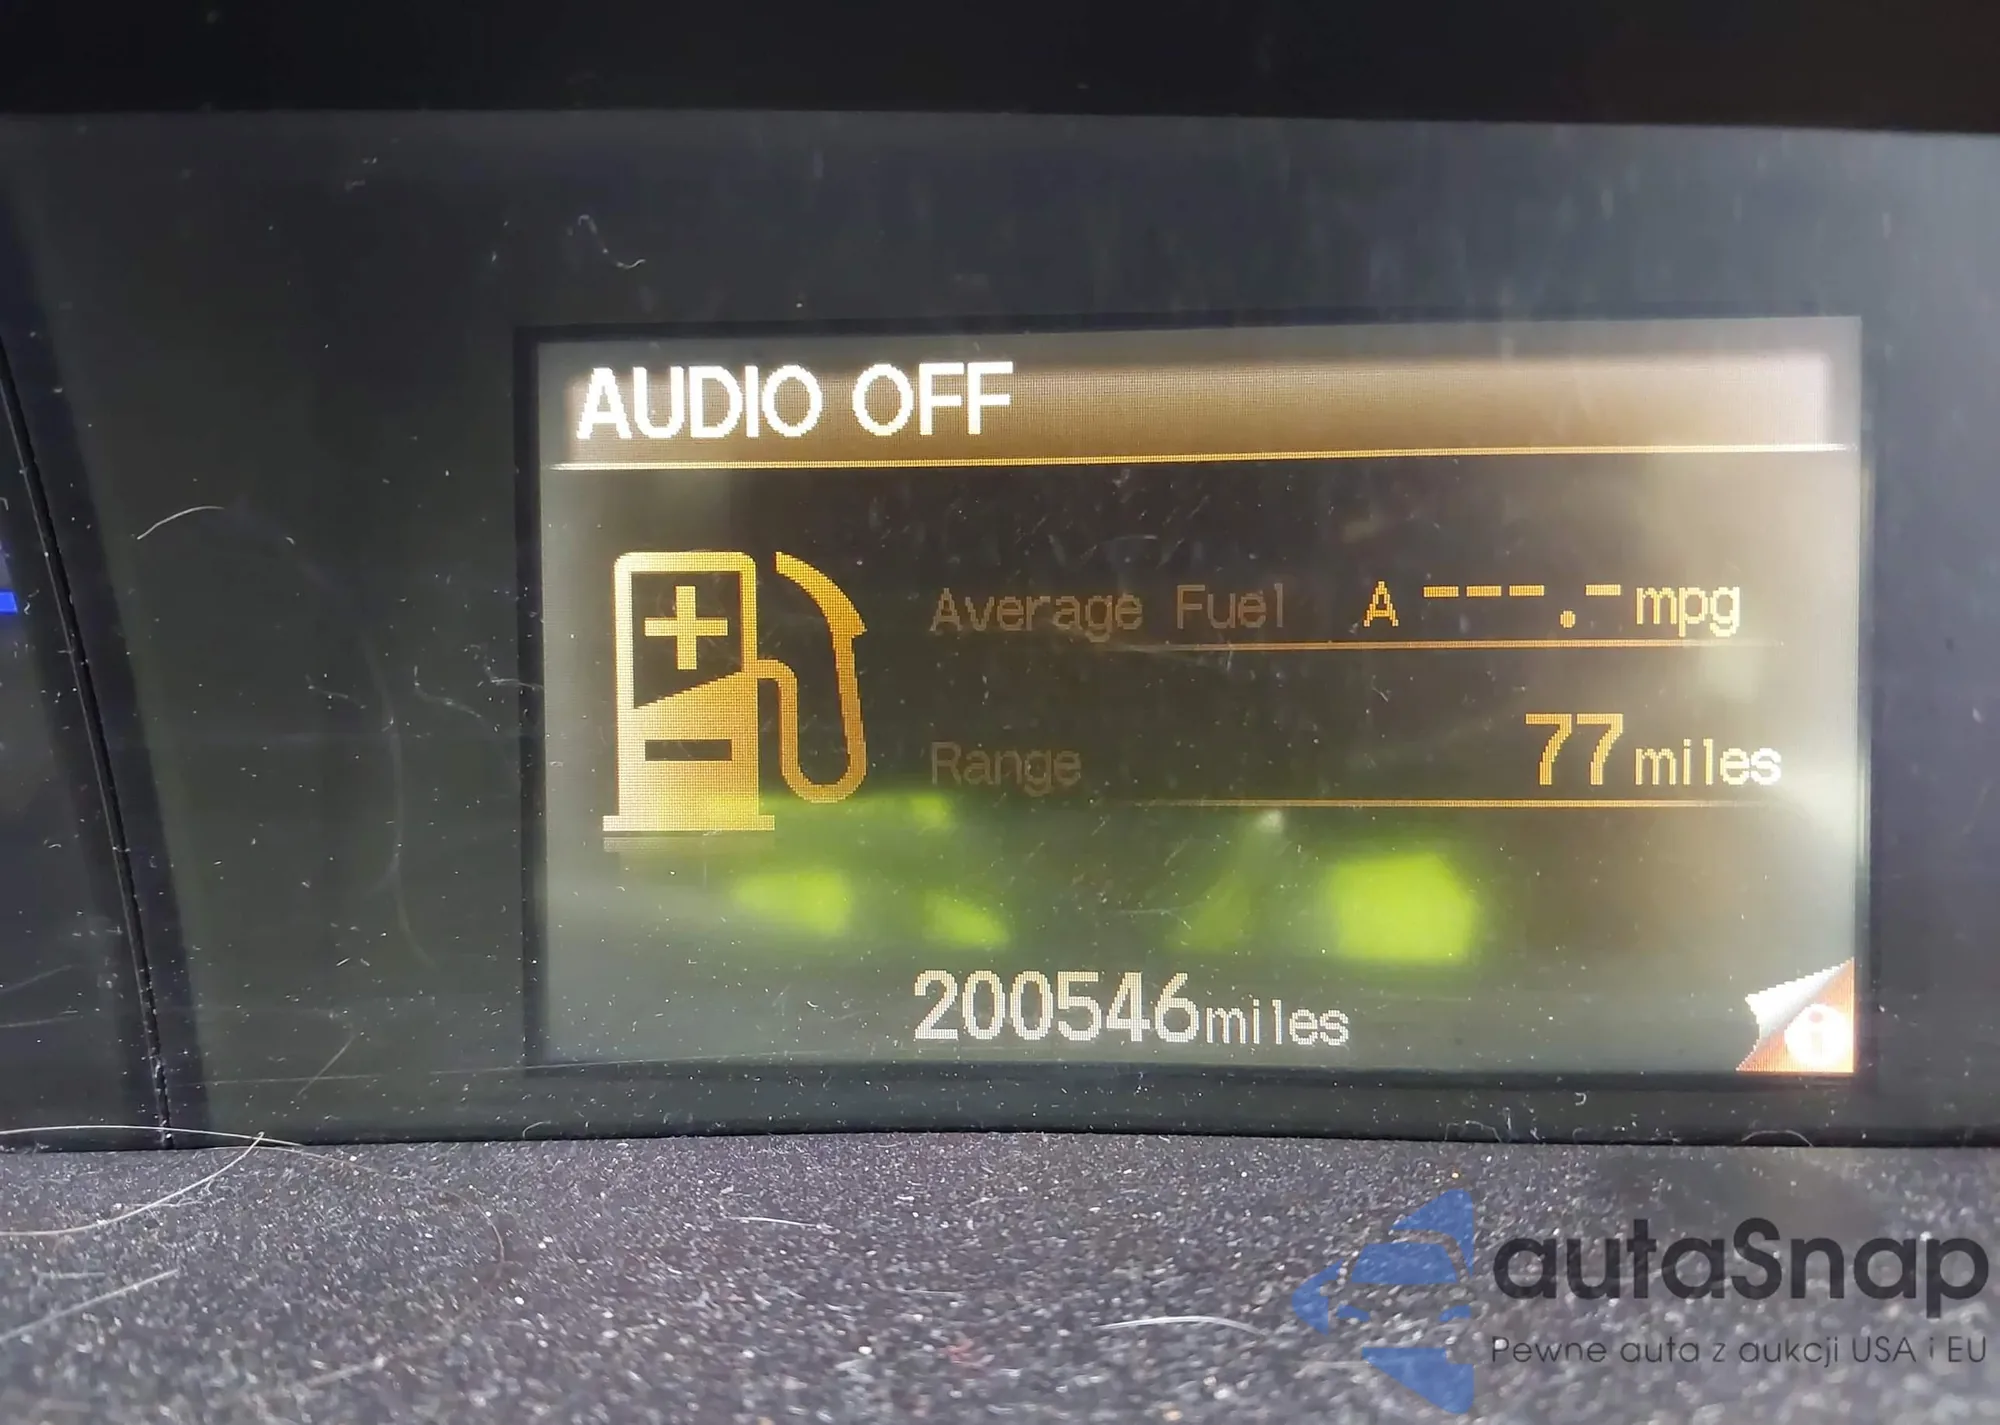 AUDIO OFF
Average Fuel A ---.- mpg
Range 77 miles
200546 miles
i
autaSnap
Pewne auta z aukcji USA i EU